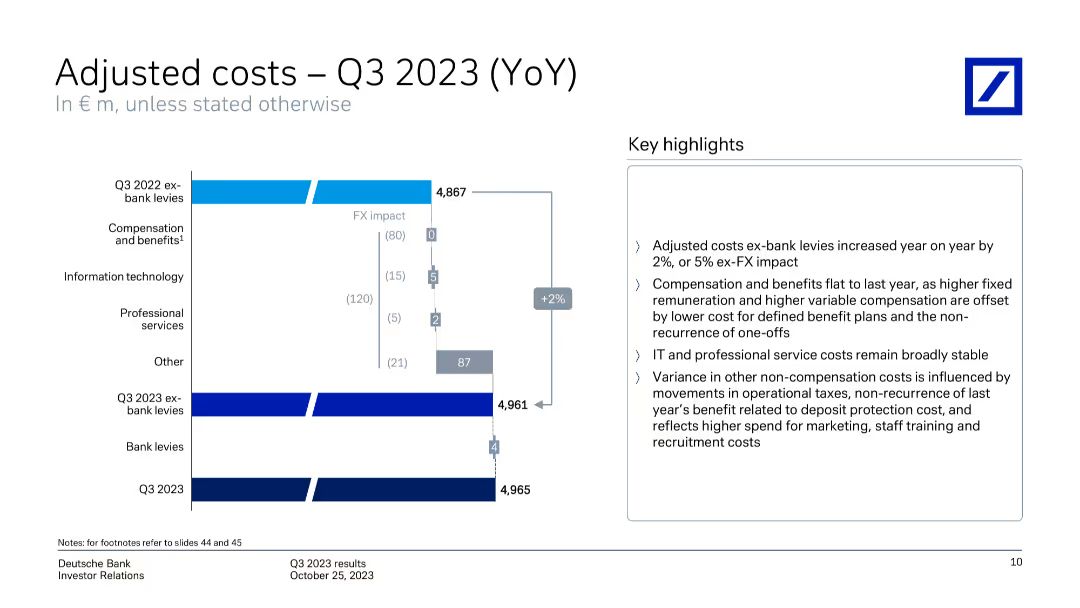 Adjusted costs – Q3 2023 (YoY)
In € m, unless stated otherwise
Key highlights
Q3 2022 ex-
bank levies
4,867
FX impact
Compensation
and benefits¹
(80)
0
Information technology
(15)
5
(120)
+2%
Professional
services
(5)
2
Other
(21)
87
Q3 2023 ex-
bank levies
4,961
Bank levies
4
Q3 2023
4,965
⟩ Adjusted costs ex-bank levies increased year on year by
2%, or 5% ex-FX impact
⟩ Compensation and benefits flat to last year, as higher fixed
remuneration and higher variable compensation are offset
by lower cost for defined benefit plans and the non-
recurrence of one-offs
⟩ IT and professional service costs remain broadly stable
⟩ Variance in other non-compensation costs is influenced by
movements in operational taxes, non-recurrence of last
year’s benefit related to deposit protection cost, and
reflects higher spend for marketing, staff training and
recruitment costs
Notes: for footnotes refer to slides 44 and 45
Deutsche Bank
Investor Relations
Q3 2023 results
October 25, 2023
10